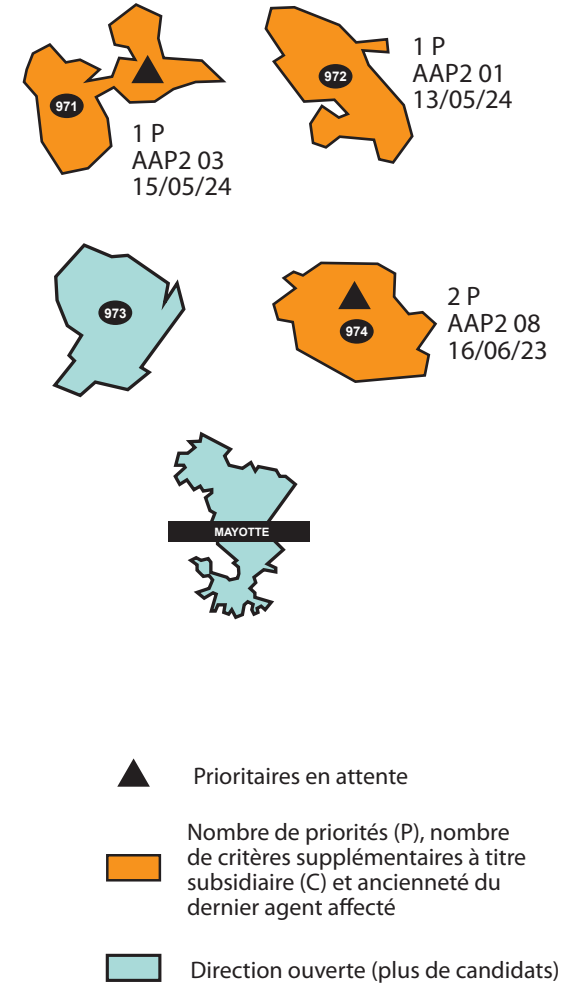 971
1 P
AAP2 03
15/05/24
972
1 P
AAP2 01
13/05/24
973
974
2 P
AAP2 08
16/06/23
MAYOTTE
Prioritaires en attente
Nombre de priorités (P), nombre
de critères supplémentaires à titre
subsidiaire (C) et ancienneté du
dernier agent affecté
Direction ouverte (plus de candidats)